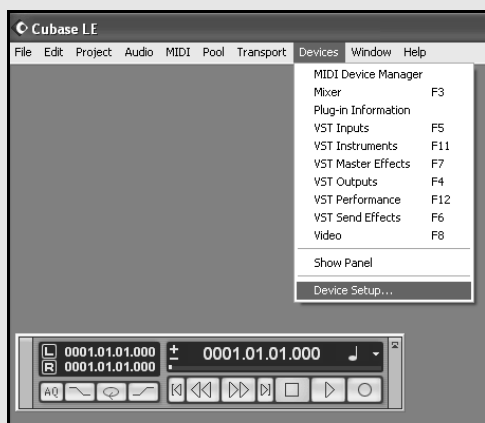 Cubase LE
File Edit Project Audio MIDI Pool Transport Devices Window Help
MIDI Device Manager
Mixer F3
Plug-in Information
VST Inputs F5
VST Instruments F11
VST Master Effects F7
VST Outputs F4
VST Performance F12
VST Send Effects F6
Video F8
Show Panel
Device Setup...
L 0001.01.01.000
R 0001.01.01.000
0001.01.01.000
AQ